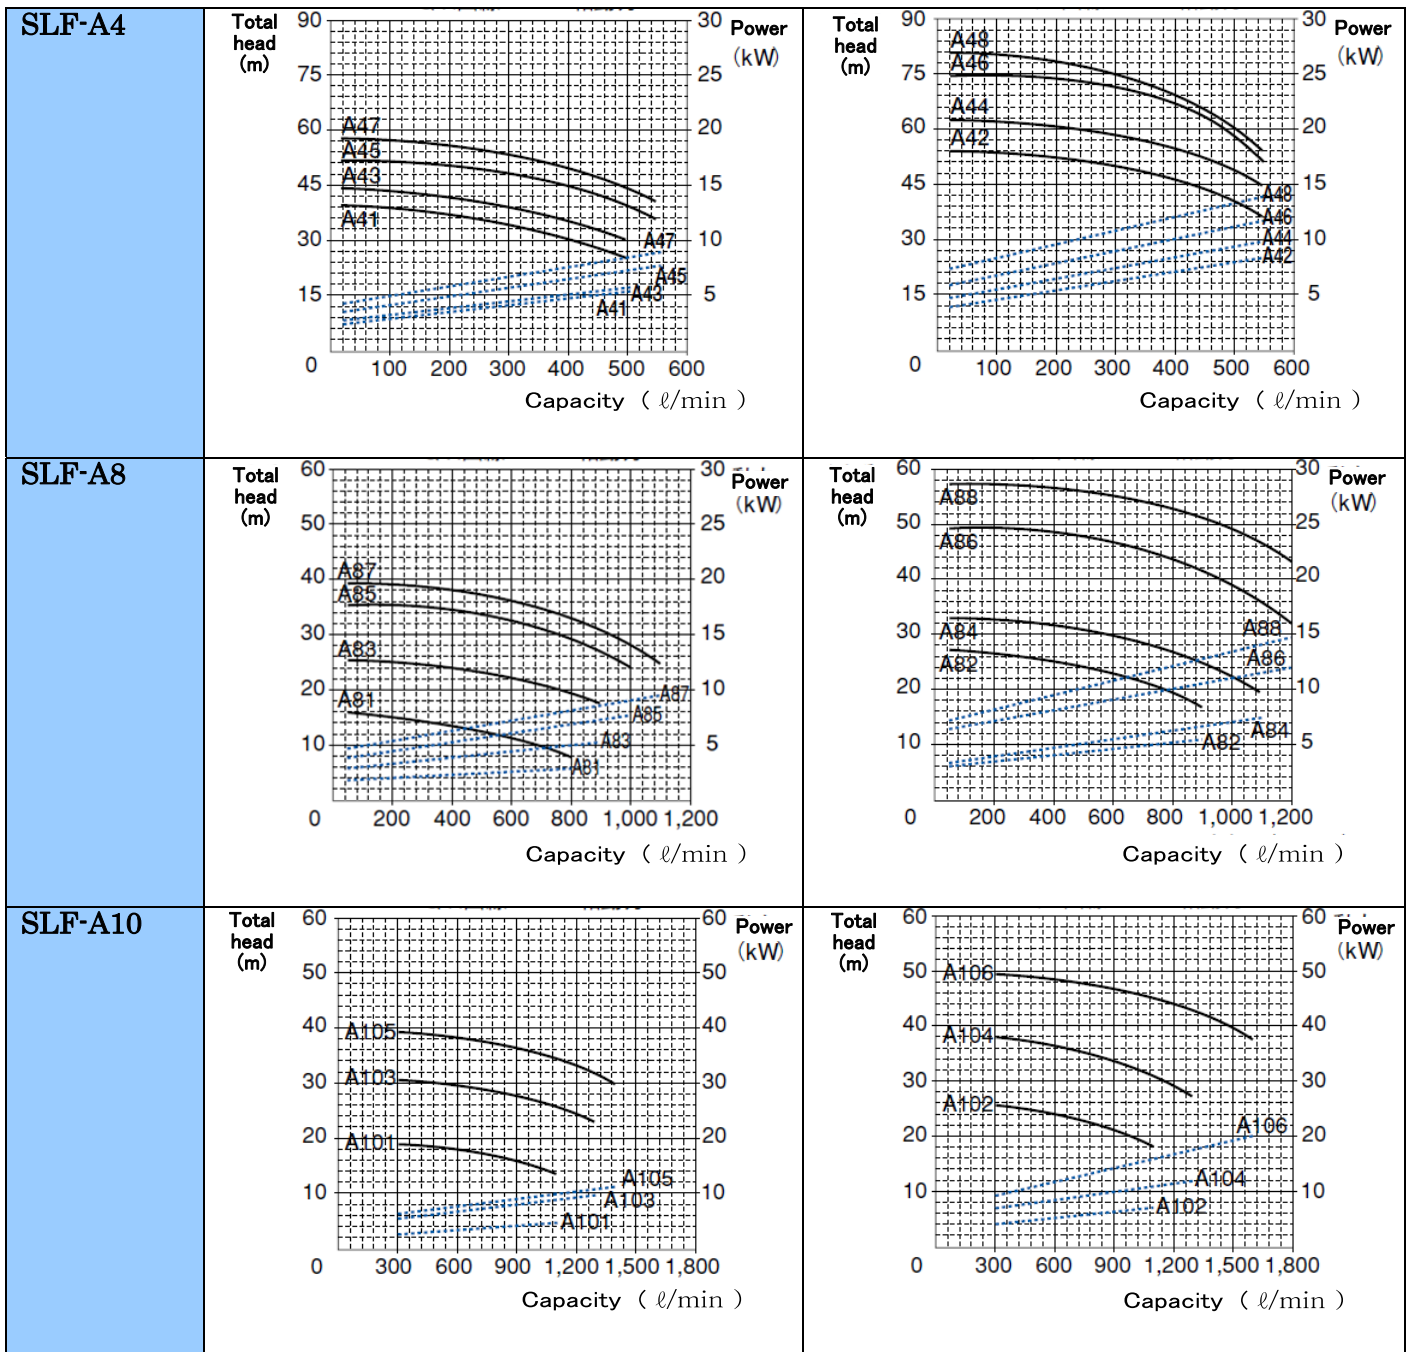 SLF-A4
Total
head
(m)
90
75
60
45
30
15
0
30
25
20
15
10
5
Power
(kW)
A47
A45
A43
A41
A47
A45
A43
A41
100 200 300 400 500 600
Capacity ( ℓ/min )
Total
head
(m)
90
75
60
45
30
15
0
30
25
20
15
10
5
Power
(kW)
A48
A46
A44
A42
A48
A46
A44
A42
100 200 300 400 500 600
Capacity ( ℓ/min )
SLF-A8
Total
head
(m)
60
50
40
30
20
10
0
30
25
20
15
10
5
Power
(kW)
A87
A85
A83
A81
A87
A85
A83
A81
200 400 600 800 1,000 1,200
Capacity ( ℓ/min )
Total
head
(m)
60
50
40
30
20
10
0
30
25
20
15
10
5
Power
(kW)
A88
A86
A84
A82
A88
A86
A84
A82
200 400 600 800 1,000 1,200
Capacity ( ℓ/min )
SLF-A10
Total
head
(m)
60
50
40
30
20
10
0
60
50
40
30
20
10
Power
(kW)
A105
A103
A101
A105
A103
A101
300 600 900 1,200 1,500 1,800
Capacity ( ℓ/min )
Total
head
(m)
60
50
40
30
20
10
0
60
50
40
30
20
10
Power
(kW)
A106
A104
A102
A106
A104
A102
300 600 900 1,200 1,500 1,800
Capacity ( ℓ/min )